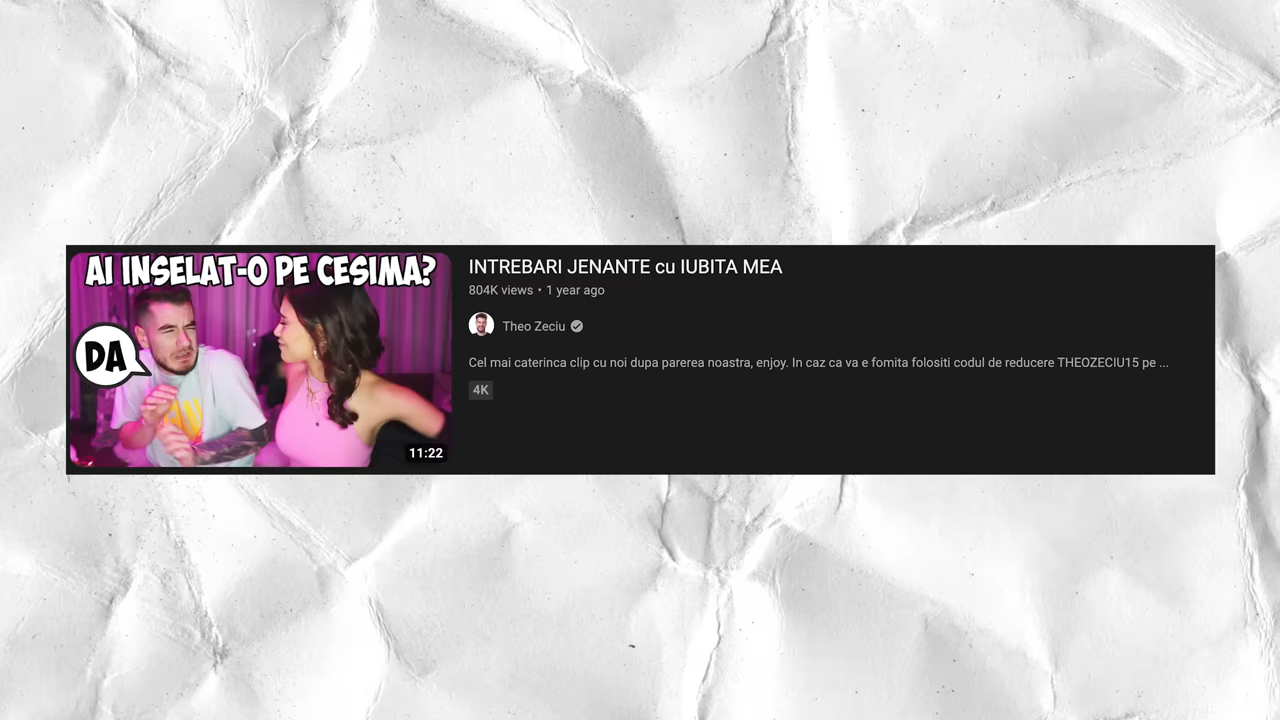 AI INSELAT-O PE CESIMA?
DA
11:22
INTREBARI JENANTE cu IUBITA MEA
804K views • 1 year ago
Theo Zeciu
Cel mai caterinca clip cu noi dupa parerea noastra, enjoy. In caz ca va e fomita folositi codul de reducere THEOZECIU15 pe ...
4K